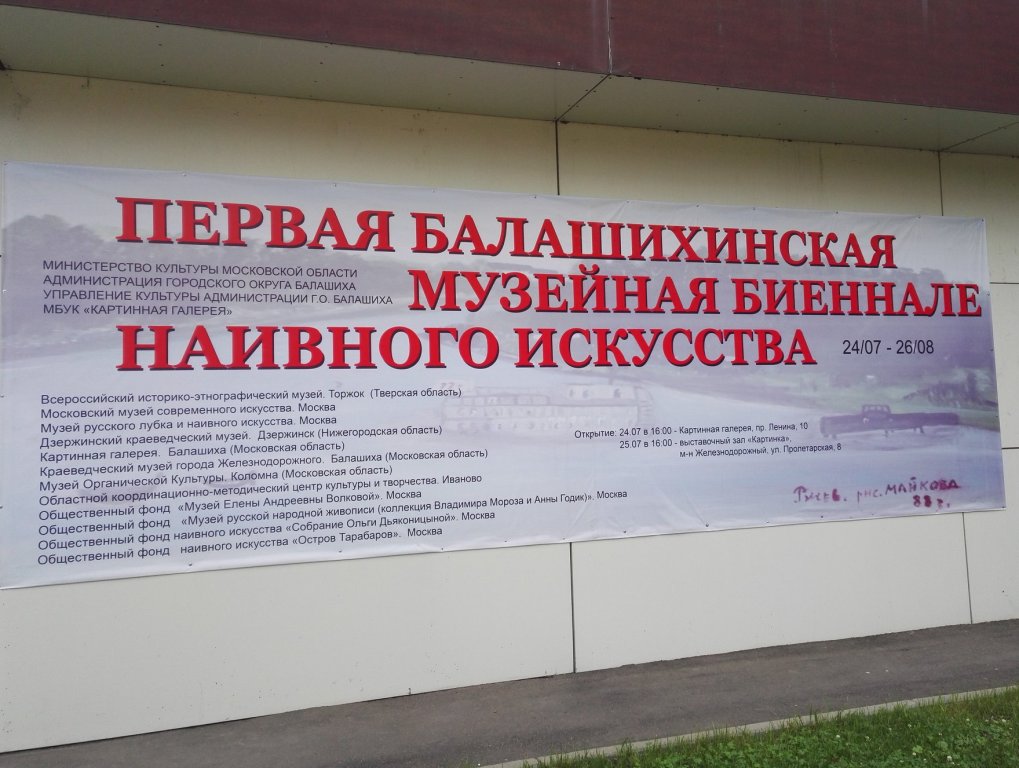 ПЕРВАЯ БАЛАШИХИНСКАЯ
МИНИСТЕРСТВО КУЛЬТУРЫ МОСКОВСКОЙ ОБЛАСТИ
АДМИНИСТРАЦИЯ ГОРОДСКОГО ОКРУГА БАЛАШИХА
УПРАВЛЕНИЕ КУЛЬТУРЫ АДМИНИСТРАЦИИ Г.О. БАЛАШИХА
МБУК «КАРТИННАЯ ГАЛЕРЕЯ»
МУЗЕЙНАЯ БИЕННАЛЕ
НАИВНОГО ИСКУССТВА
24/07 - 26/08
Всероссийский историко-этнографический музей. Торжок (Тверская область)
Московский музей современного искусства. Москва
Музей русского лубка и наивного искусства. Москва
Дзержинский краеведческий музей. Дзержинск (Нижегородская область)
Картинная галерея. Балашиха (Московская область)
Краеведческий музей города Железнодорожного. Балашиха (Московская область)
Музей Органической Культуры. Коломна (Московская область)
Областной координационно-методический центр культуры и творчества. Иваново
Общественный фонд «Музей Елены Андреевны Волковой». Москва
Общественный фонд «Музей русской народной живописи (коллекция Владимира Мороза и Анны Годик)». Москва
Общественный фонд наивного искусства «Собрание Ольги Дьяконицыной». Москва
Общественный фонд наивного искусства «Остров Тарабаров». Москва
Открытие: 24.07 в 16:00 - Картинная галерея, пр. Ленина, 10
25.07 в 16:00 - выставочный зал «Картинка»,
м-н Железнодорожный, ул. Пролетарская, 8
рис. МАЙКОВА
88 г.